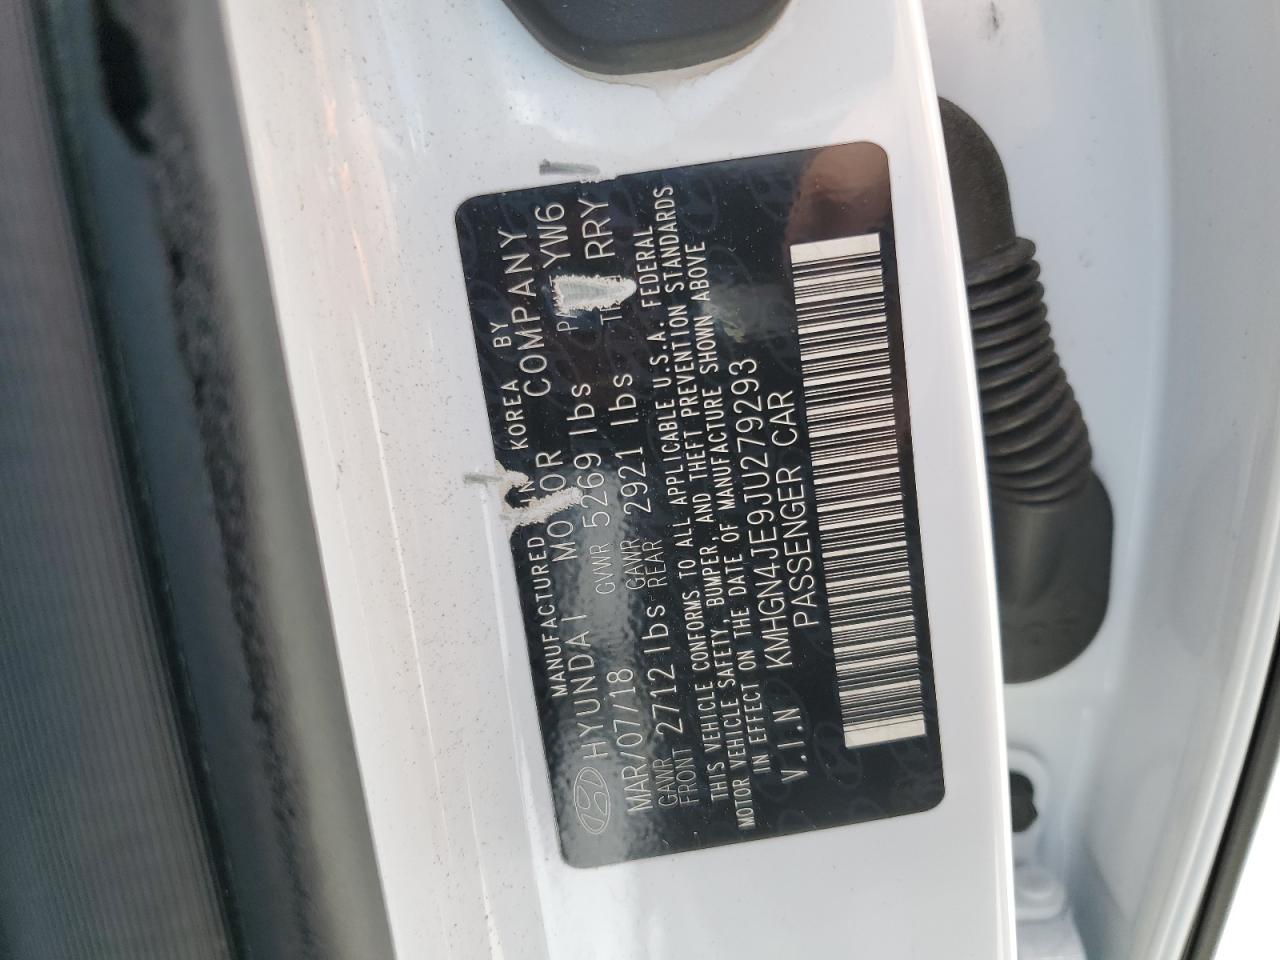 MANUFACTURED IN KOREA BY
HYUNDAI MOTOR COMPANY
MAR/07/18 GVWR 5269 lbs YW6
GAWR FRONT 2712 lbs GAWR REAR 2921 lbs RRY
THIS VEHICLE CONFORMS TO ALL APPLICABLE U.S.A. FEDERAL
MOTOR VEHICLE SAFETY, BUMPER, AND THEFT PREVENTION STANDARDS
IN EFFECT ON THE DATE OF MANUFACTURE SHOWN ABOVE
V.I.N KMHGN4JE9JU279293
PASSENGER CAR